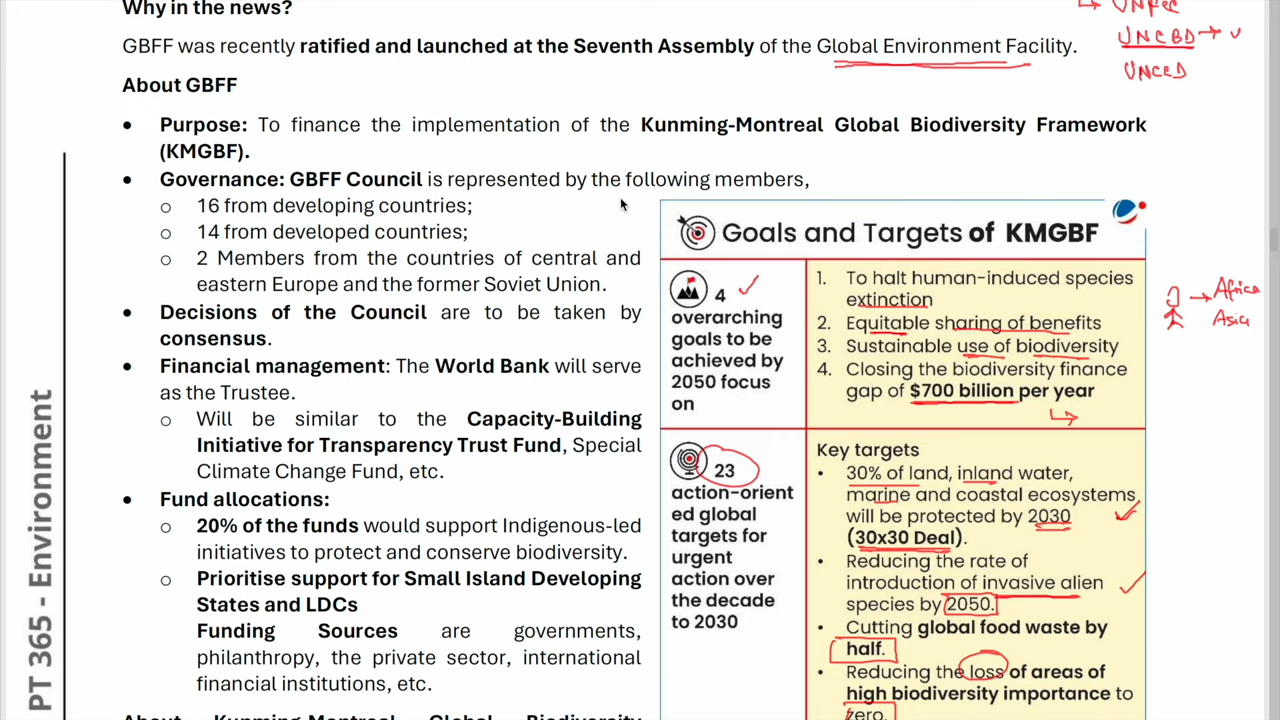 Why in the news?
GBFF was recently ratified and launched at the Seventh Assembly of the Global Environment Facility.
About GBFF
• Purpose: To finance the implementation of the Kunming-Montreal Global Biodiversity Framework
(KMGBF).
• Governance: GBFF Council is represented by the following members,
o 16 from developing countries;
o 14 from developed countries;
o 2 Members from the countries of central and
eastern Europe and the former Soviet Union.
• Decisions of the Council are to be taken by
consensus.
• Financial management: The World Bank will serve
as the Trustee.
o Will be similar to the Capacity-Building
Initiative for Transparency Trust Fund, Special
Climate Change Fund, etc.
• Fund allocations:
o 20% of the funds would support Indigenous-led
initiatives to protect and conserve biodiversity.
o Prioritise support for Small Island Developing
States and LDCs
Funding Sources are governments,
philanthropy, the private sector, international
financial institutions, etc.
About Kunming-Montreal Global Biodiversity
Goals and Targets of KMGBF
4
overarching
goals to be
achieved by
2050 focus
on
1. To halt human-induced species
extinction
2. Equitable sharing of benefits
3. Sustainable use of biodiversity
4. Closing the biodiversity finance
gap of $700 billion per year
23
action-orient
ed global
targets for
urgent
action over
the decade
to 2030
Key targets
• 30% of land, inland water,
marine and coastal ecosystems
will be protected by 2030
(30x30 Deal).
• Reducing the rate of
introduction of invasive alien
species by 2050.
• Cutting global food waste by
half.
• Reducing the loss of areas of
high biodiversity importance to
zero.
UNCBD
Africa
Asia
PT 365 - Environment